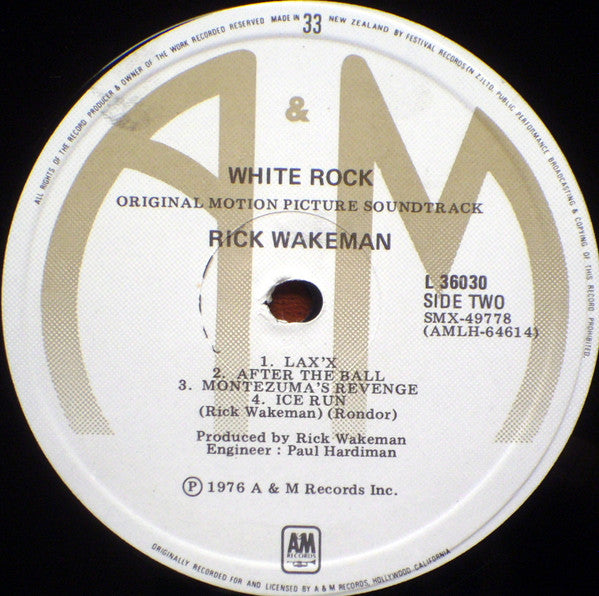 ALL RIGHTS OF THE RECORD PRODUCER & OWNER OF THE WORK RECORDED RESERVED MADE IN 33 NEW ZEALAND BY FESTIVAL RECORDS (N.Z.) LTD. PUBLIC PERFORMANCE BROADCASTING & COPYING OF THIS RECORD PROHIBITED.
A & M
WHITE ROCK
ORIGINAL MOTION PICTURE SOUNDTRACK
RICK WAKEMAN
L 36030
SIDE TWO
SMX-49778
(AMLH-64614)
1. LAX'X
2. AFTER THE BALL
3. MONTEZUMA'S REVENGE
4. ICE RUN
(Rick Wakeman) (Rondor)
Produced by Rick Wakeman
Engineer : Paul Hardiman
Ⓟ 1976 A & M Records Inc.
A&M
RECORDS
ORIGINALLY RECORDED FOR AND LICENSED BY A & M RECORDS, HOLLYWOOD, CALIFORNIA.